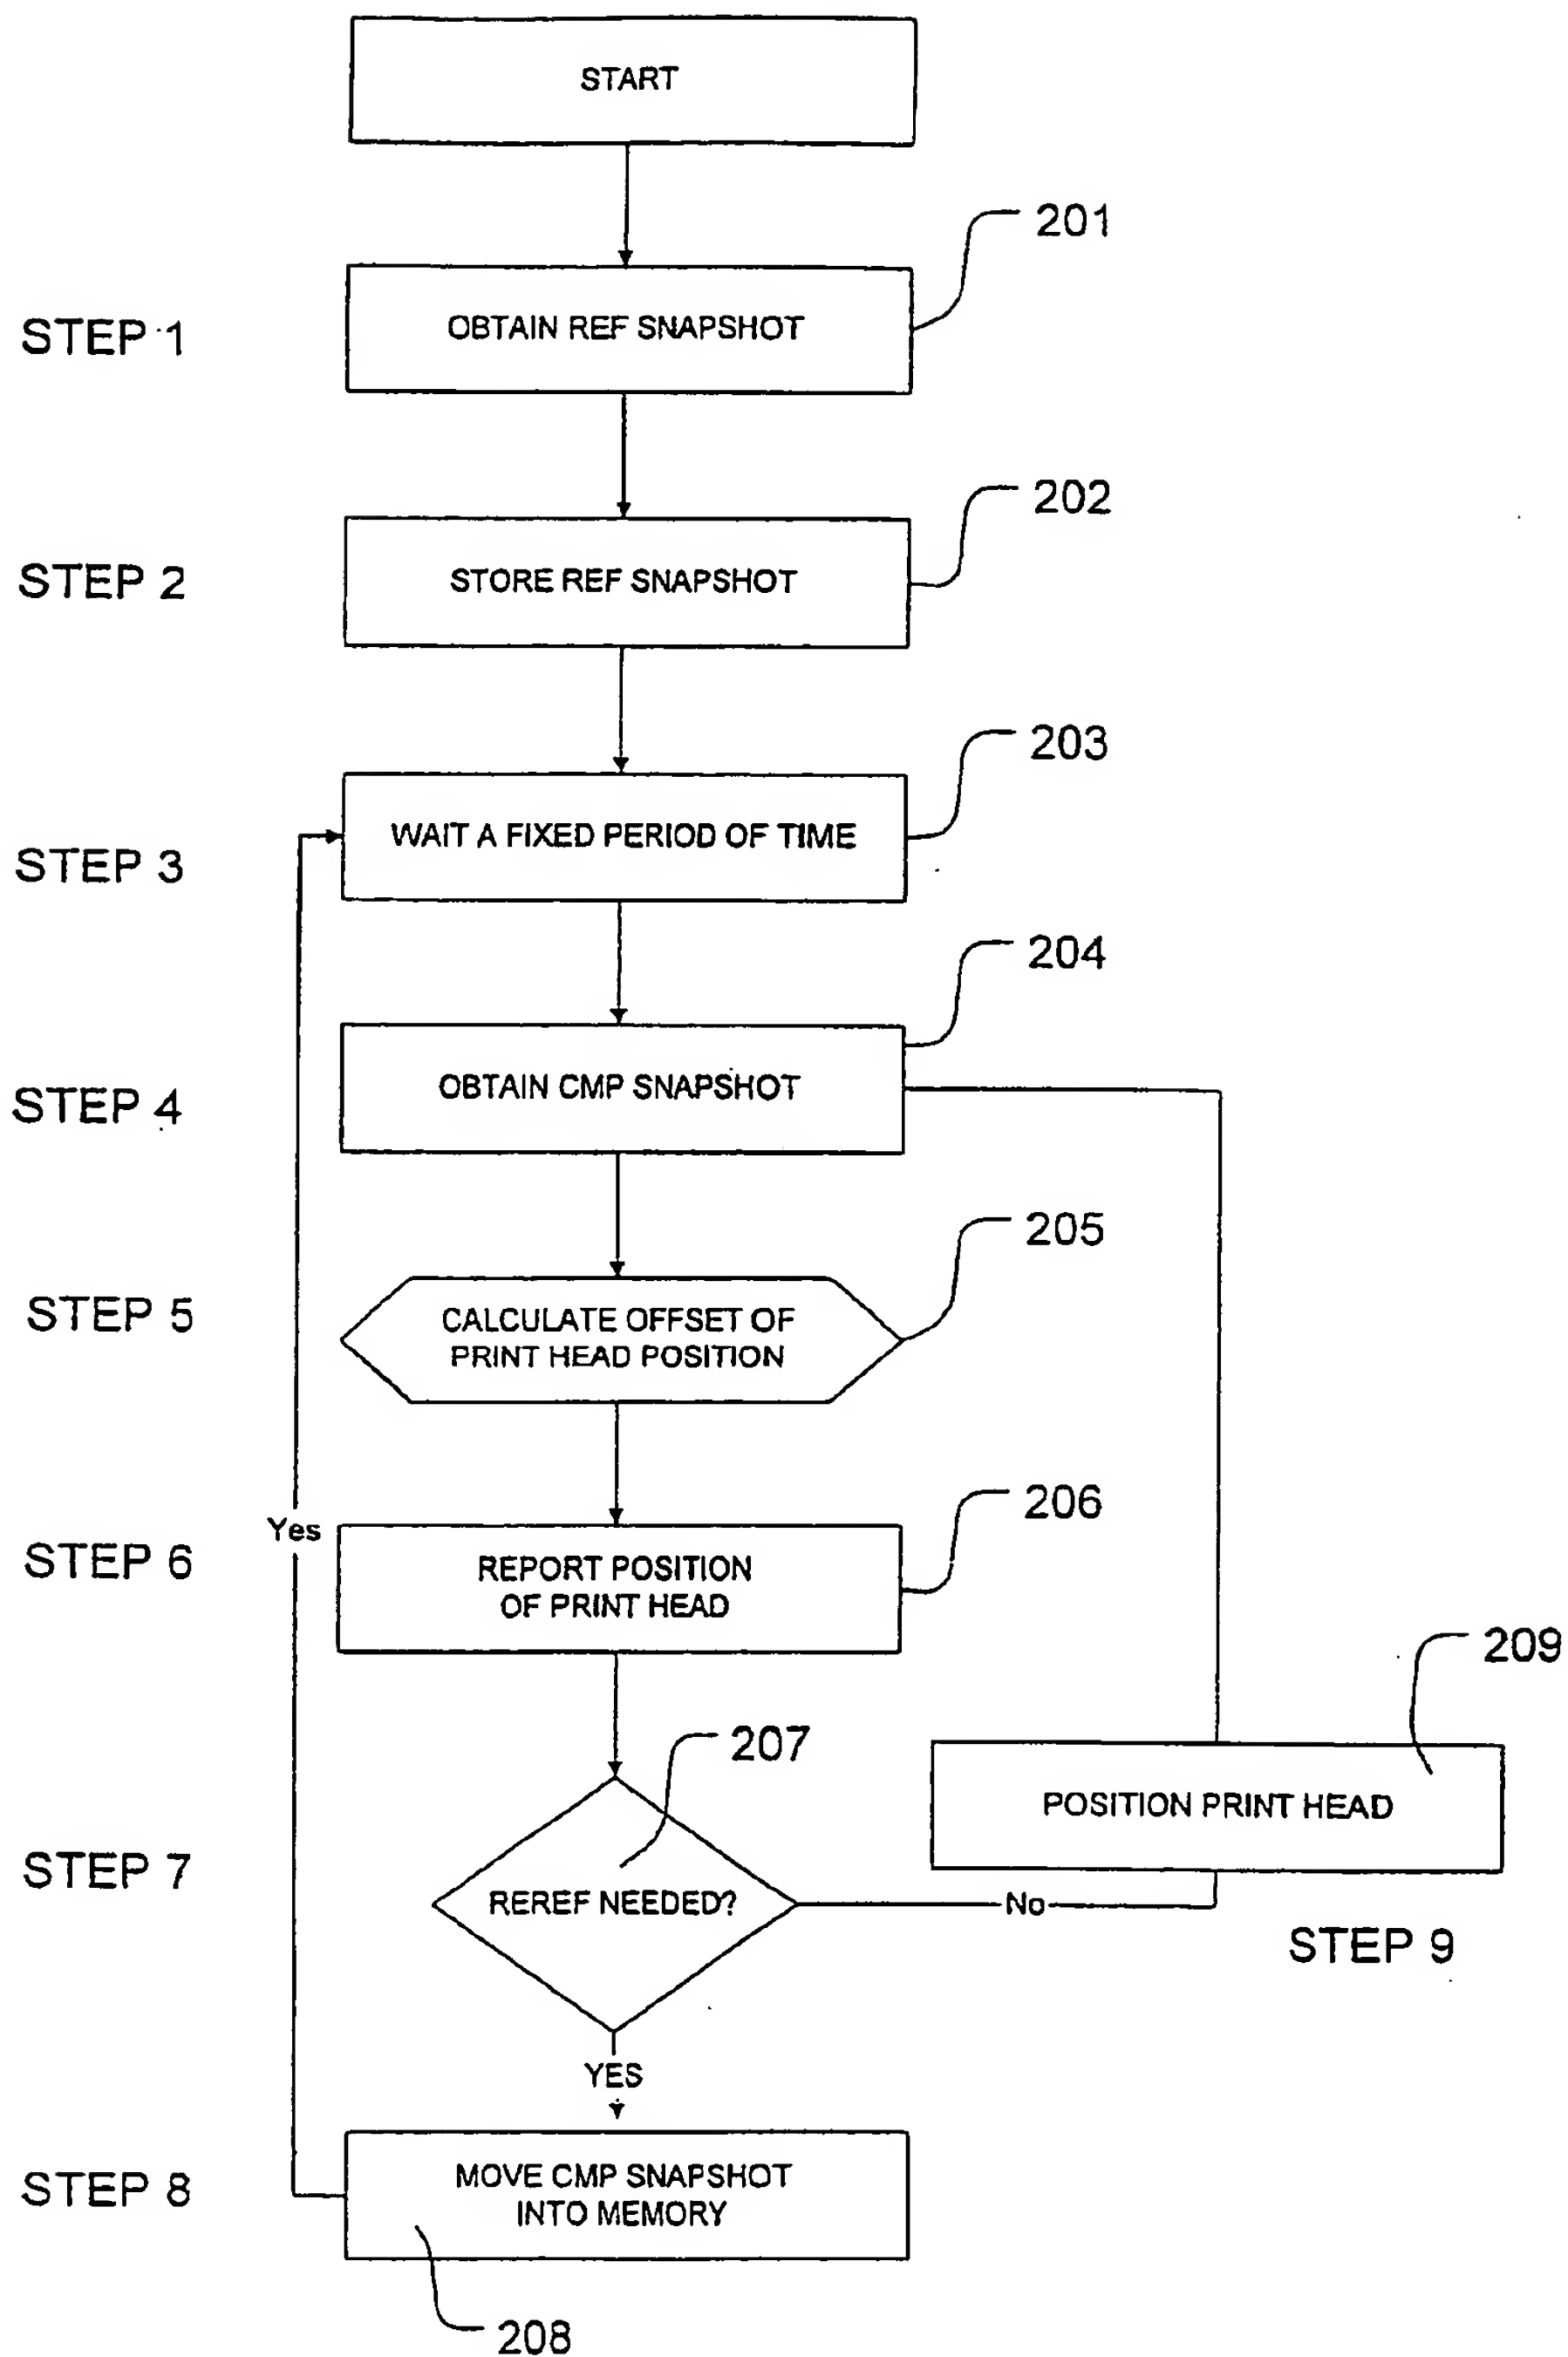 START
201
STEP 1
OBTAIN REF SNAPSHOT
202
STEP 2
STORE REF SNAPSHOT
203
STEP 3
WAIT A FIXED PERIOD OF TIME
204
STEP 4
OBTAIN CMP SNAPSHOT
205
STEP 5
CALCULATE OFFSET OF
PRINT HEAD POSITION
206
Yes
STEP 6
REPORT POSITION
OF PRINT HEAD
209
207
POSITION PRINT HEAD
STEP 7
REREF NEEDED?
No
STEP 9
YES
STEP 8
MOVE CMP SNAPSHOT
INTO MEMORY
208